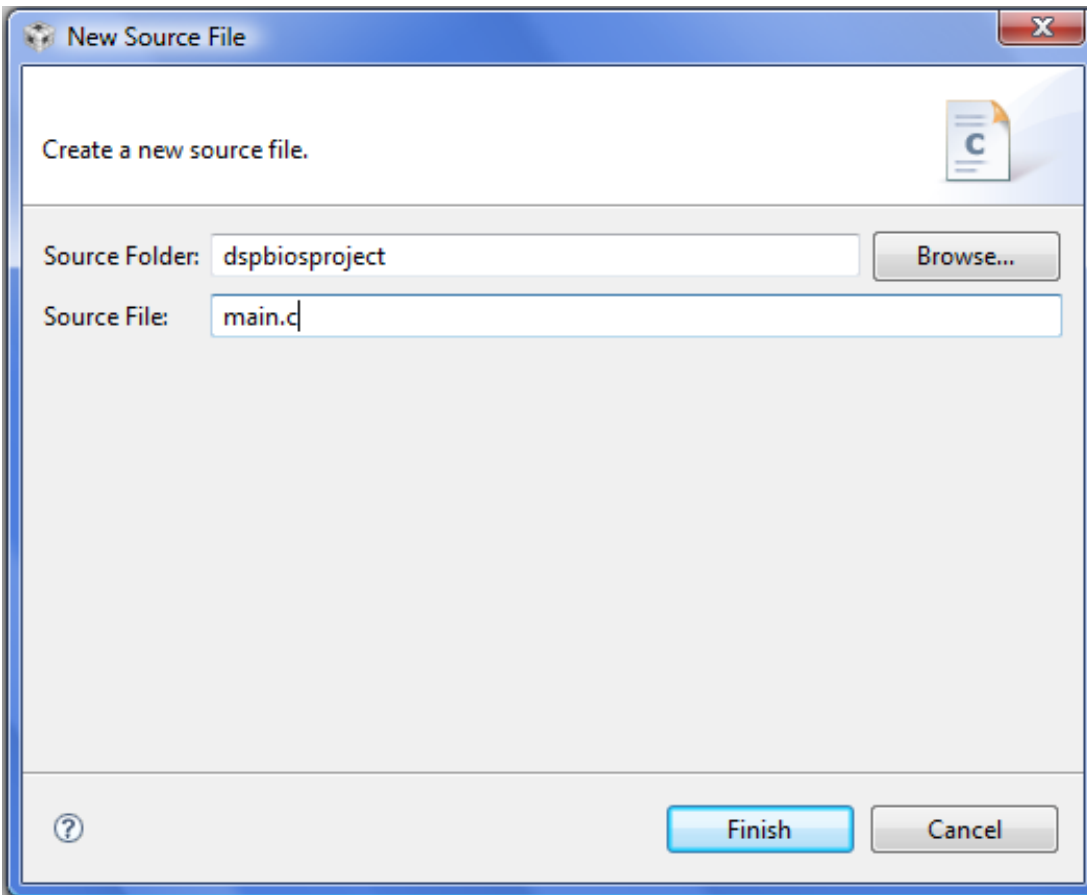 New Source File
X
Create a new source file.
C
Source Folder: dspbiosproject Browse...
Source File: main.c
?
Finish Cancel